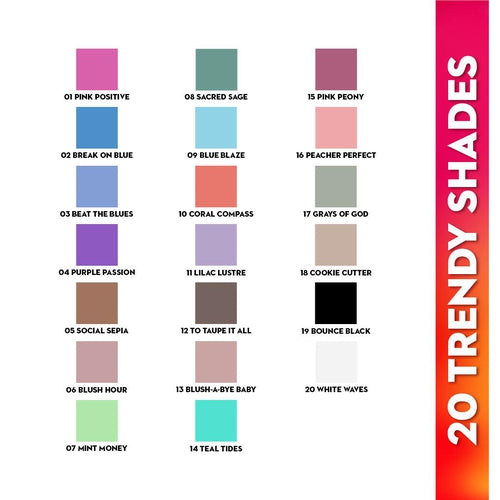 01 PINK POSITIVE
02 BREAK ON BLUE
03 BEAT THE BLUES
04 PURPLE PASSION
05 SOCIAL SEPIA
06 BLUSH HOUR
07 MINT MONEY
08 SACRED SAGE
09 BLUE BLAZE
10 CORAL COMPASS
11 LILAC LUSTRE
12 TO TAUPE IT ALL
13 BLUSH-A-BYE BABY
14 TEAL TIDES
15 PINK PEONY
16 PEACHER PERFECT
17 GRAYS OF GOD
18 COOKIE CUTTER
19 BOUNCE BLACK
20 WHITE WAVES
20 TRENDY SHADES